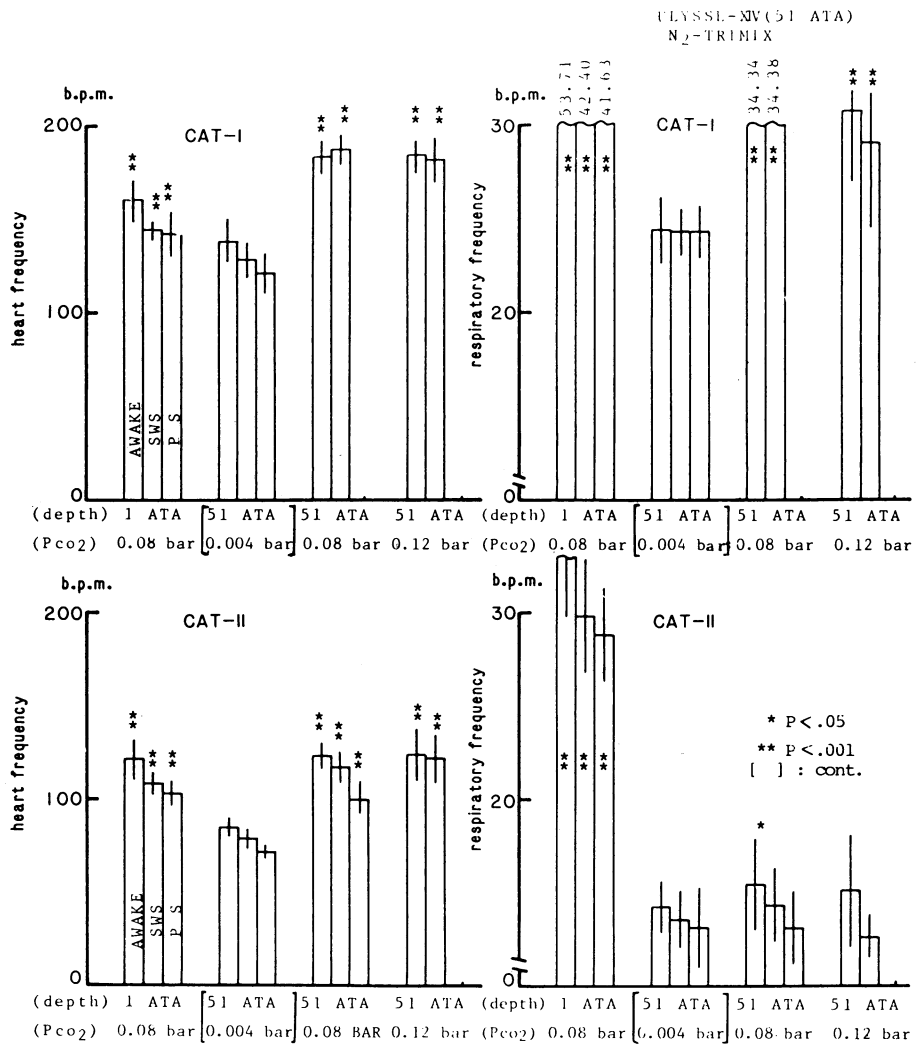 ULYSSE-XIV(51 ATA)
N2-TRIMIX
b.p.m.
200
CAT-I
**
**
**
**
**
**
**
heart frequency
100
AWAKE
SWS
P S
0
(depth) 1 ATA [51 ATA] 51 ATA 51 ATA
(Pco2) 0.08 bar [0.004 bar] 0.08 bar 0.12 bar
b.p.m.
53.71
42.40
41.63
34.34
34.38
30
CAT-I
**
**
**
**
**
**
**
respiratory frequency
20
0
(depth) 1 ATA [51 ATA] 51 ATA 51 ATA
(Pco2) 0.08 bar [0.004 bar] 0.08 bar 0.12 bar
b.p.m.
200
CAT-II
**
**
**
**
**
**
**
**
heart frequency
100
AWAKE
SWS
P S
0
(depth) 1 ATA [51 ATA] 51 ATA 51 ATA
(Pco2) 0.08 bar [0.004 bar] 0.08 BAR 0.12 bar
b.p.m.
30
CAT-II
* P<.05
** P<.001
[ ] : cont.
**
**
**
*
respiratory frequency
20
0
(depth) 1 ATA [51 ATA] 51 ATA 51 ATA
(Pco2) 0.08 bar [0.004 bar] 0.08 bar 0.12 bar